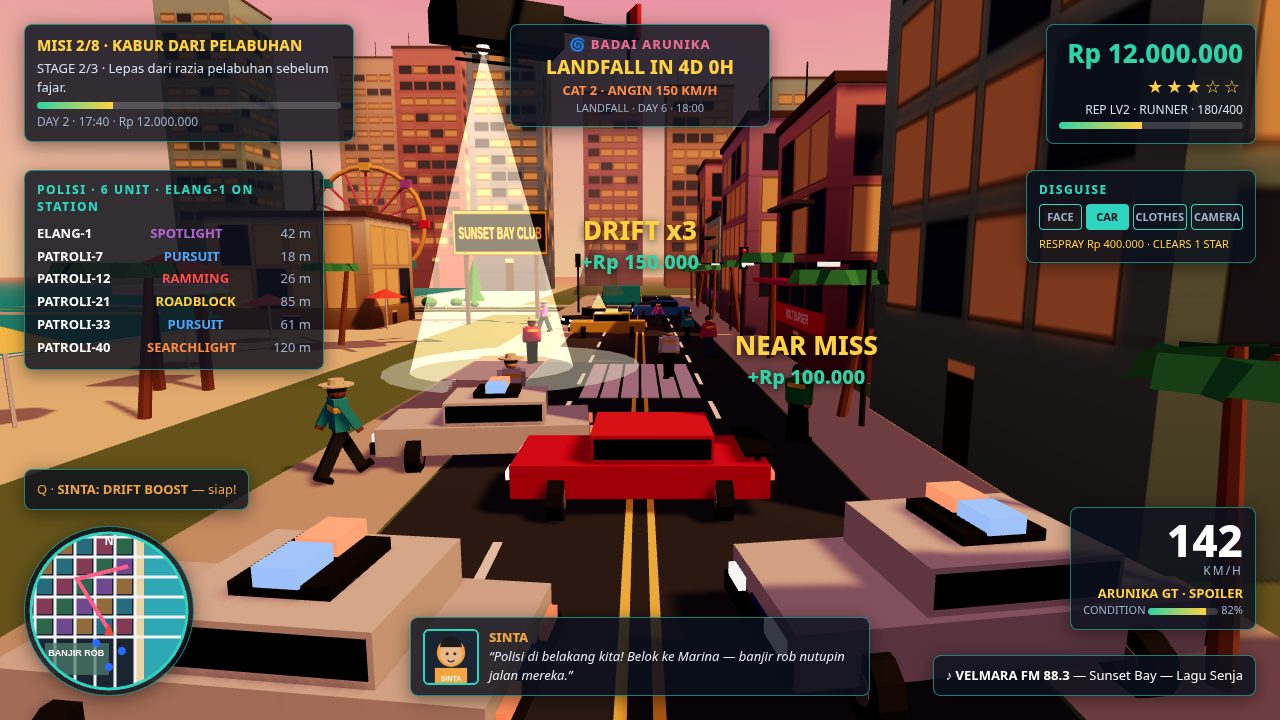 MISI 2/8 · KABUR DARI PELABUHAN
STAGE 2/3 · Lepas dari razia pelabuhan sebelum
fajar.
DAY 2 · 17:40 · Rp 12.000.000
🌀 BADAI ARUNIKA
LANDFALL IN 4D 0H
CAT 2 · ANGIN 150 KM/H
LANDFALL · DAY 6 · 18:00
Rp 12.000.000
★★★☆☆
REP LV2 · RUNNER · 180/400
POLISI · 6 UNIT · ELANG-1 ON
STATION
ELANG-1 SPOTLIGHT 42 m
PATROLI-7 PURSUIT 18 m
PATROLI-12 RAMMING 26 m
PATROLI-21 ROADBLOCK 85 m
PATROLI-33 PURSUIT 61 m
PATROLI-40 SEARCHLIGHT 120 m
DISGUISE
FACE CAR CLOTHES CAMERA
RESPRAY Rp 400.000 · CLEARS 1 STAR
SUNSET BAY CLUB
DRIFT x3
+Rp 150.000
BOLT BURGER
NEAR MISS
+Rp 100.000
Q · SINTA: DRIFT BOOST — siap!
N
BANJIR ROB
SINTA
SINTA
“Polisi di belakang kita! Belok ke Marina — banjir rob nutupin
jalan mereka.”
142
KM/H
ARUNIKA GT · SPOILER
CONDITION 82%
♪ VELMARA FM 88.3 — Sunset Bay — Lagu Senja